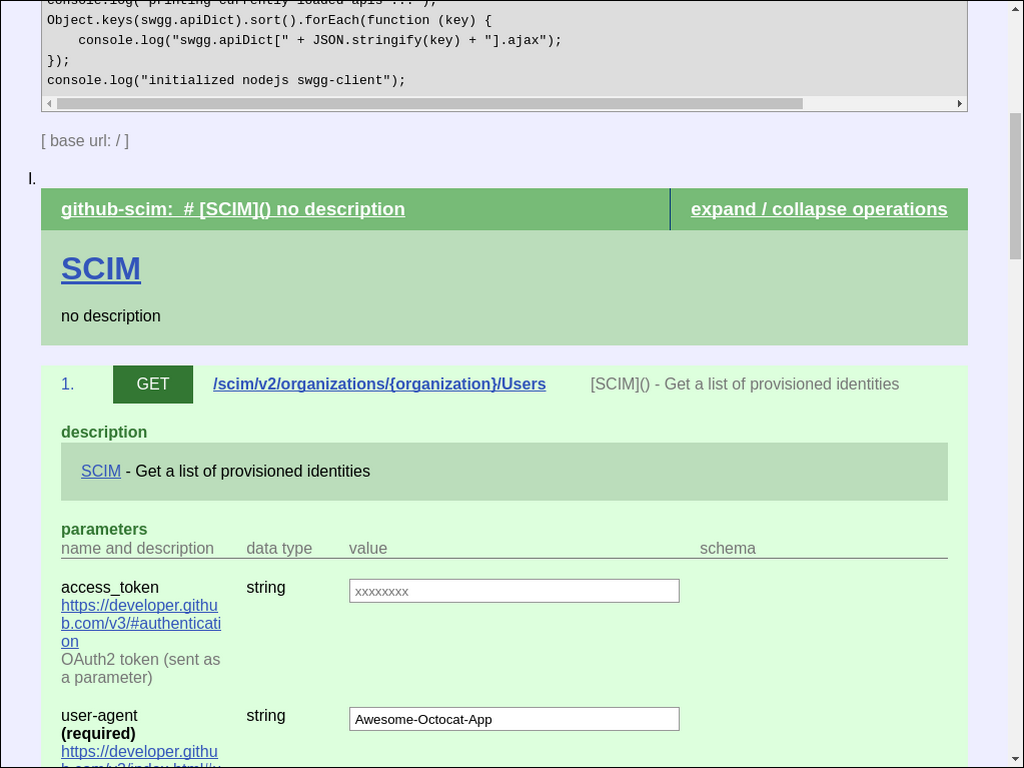 console.log("printing currently loaded apis ...");
Object.keys(swgg.apiDict).sort().forEach(function (key) {
    console.log("swgg.apiDict[" + JSON.stringify(key) + "].ajax");
});
console.log("initialized nodejs swgg-client");
[ base url: / ]
I.
github-scim:  # [SCIM]() no description
expand / collapse operations
SCIM
no description
1. GET /scim/v2/organizations/{organization}/Users [SCIM]() - Get a list of provisioned identities
description
SCIM - Get a list of provisioned identities
parameters
name and description data type value schema
access_token string xxxxxxxx
https://developer.githu
b.com/v3/#authenticati
on
OAuth2 token (sent as
a parameter)
user-agent string Awesome-Octocat-App
(required)
https://developer.githu